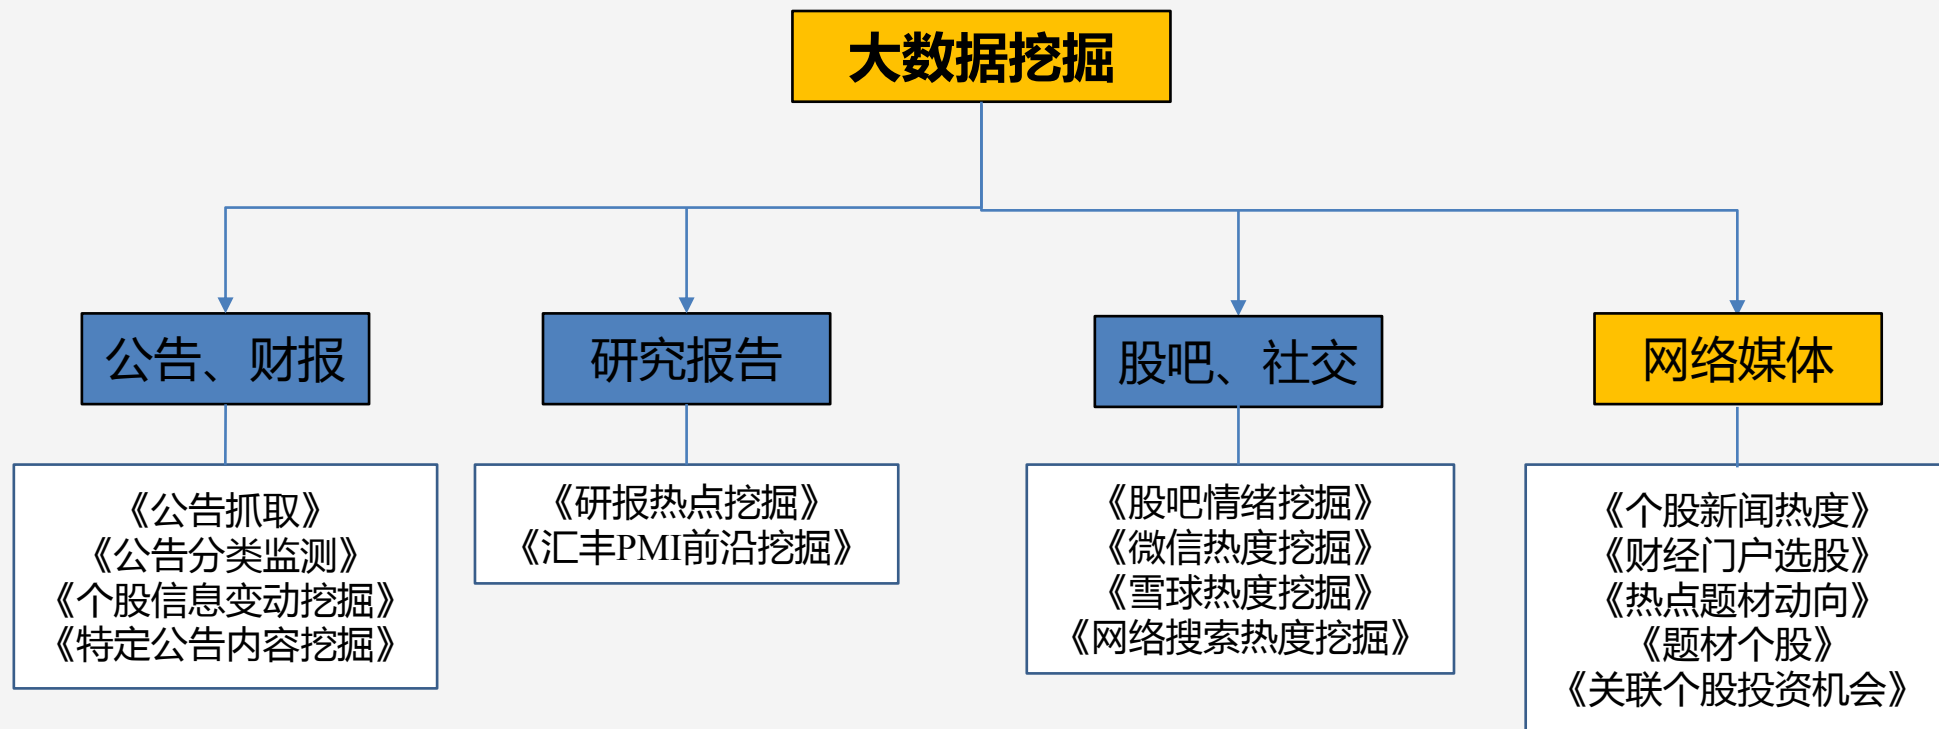 大数据挖掘
公告、财报
研究报告
股吧、社交
网络媒体
《公告抓取》
《公告分类监测》
《个股信息变动挖掘》
《特定公告内容挖掘》
《研报热点挖掘》
《汇丰PMI前沿挖掘》
《股吧情绪挖掘》
《微信热度挖掘》
《雪球热度挖掘》
《网络搜索热度挖掘》
《个股新闻热度》
《财经门户选股》
《热点题材动向》
《题材个股》
《关联个股投资机会》